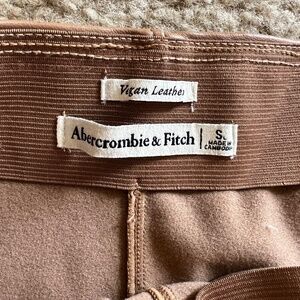 Vegan Leather
Abercrombie & Fitch
S
MADE IN
CAMBODIA